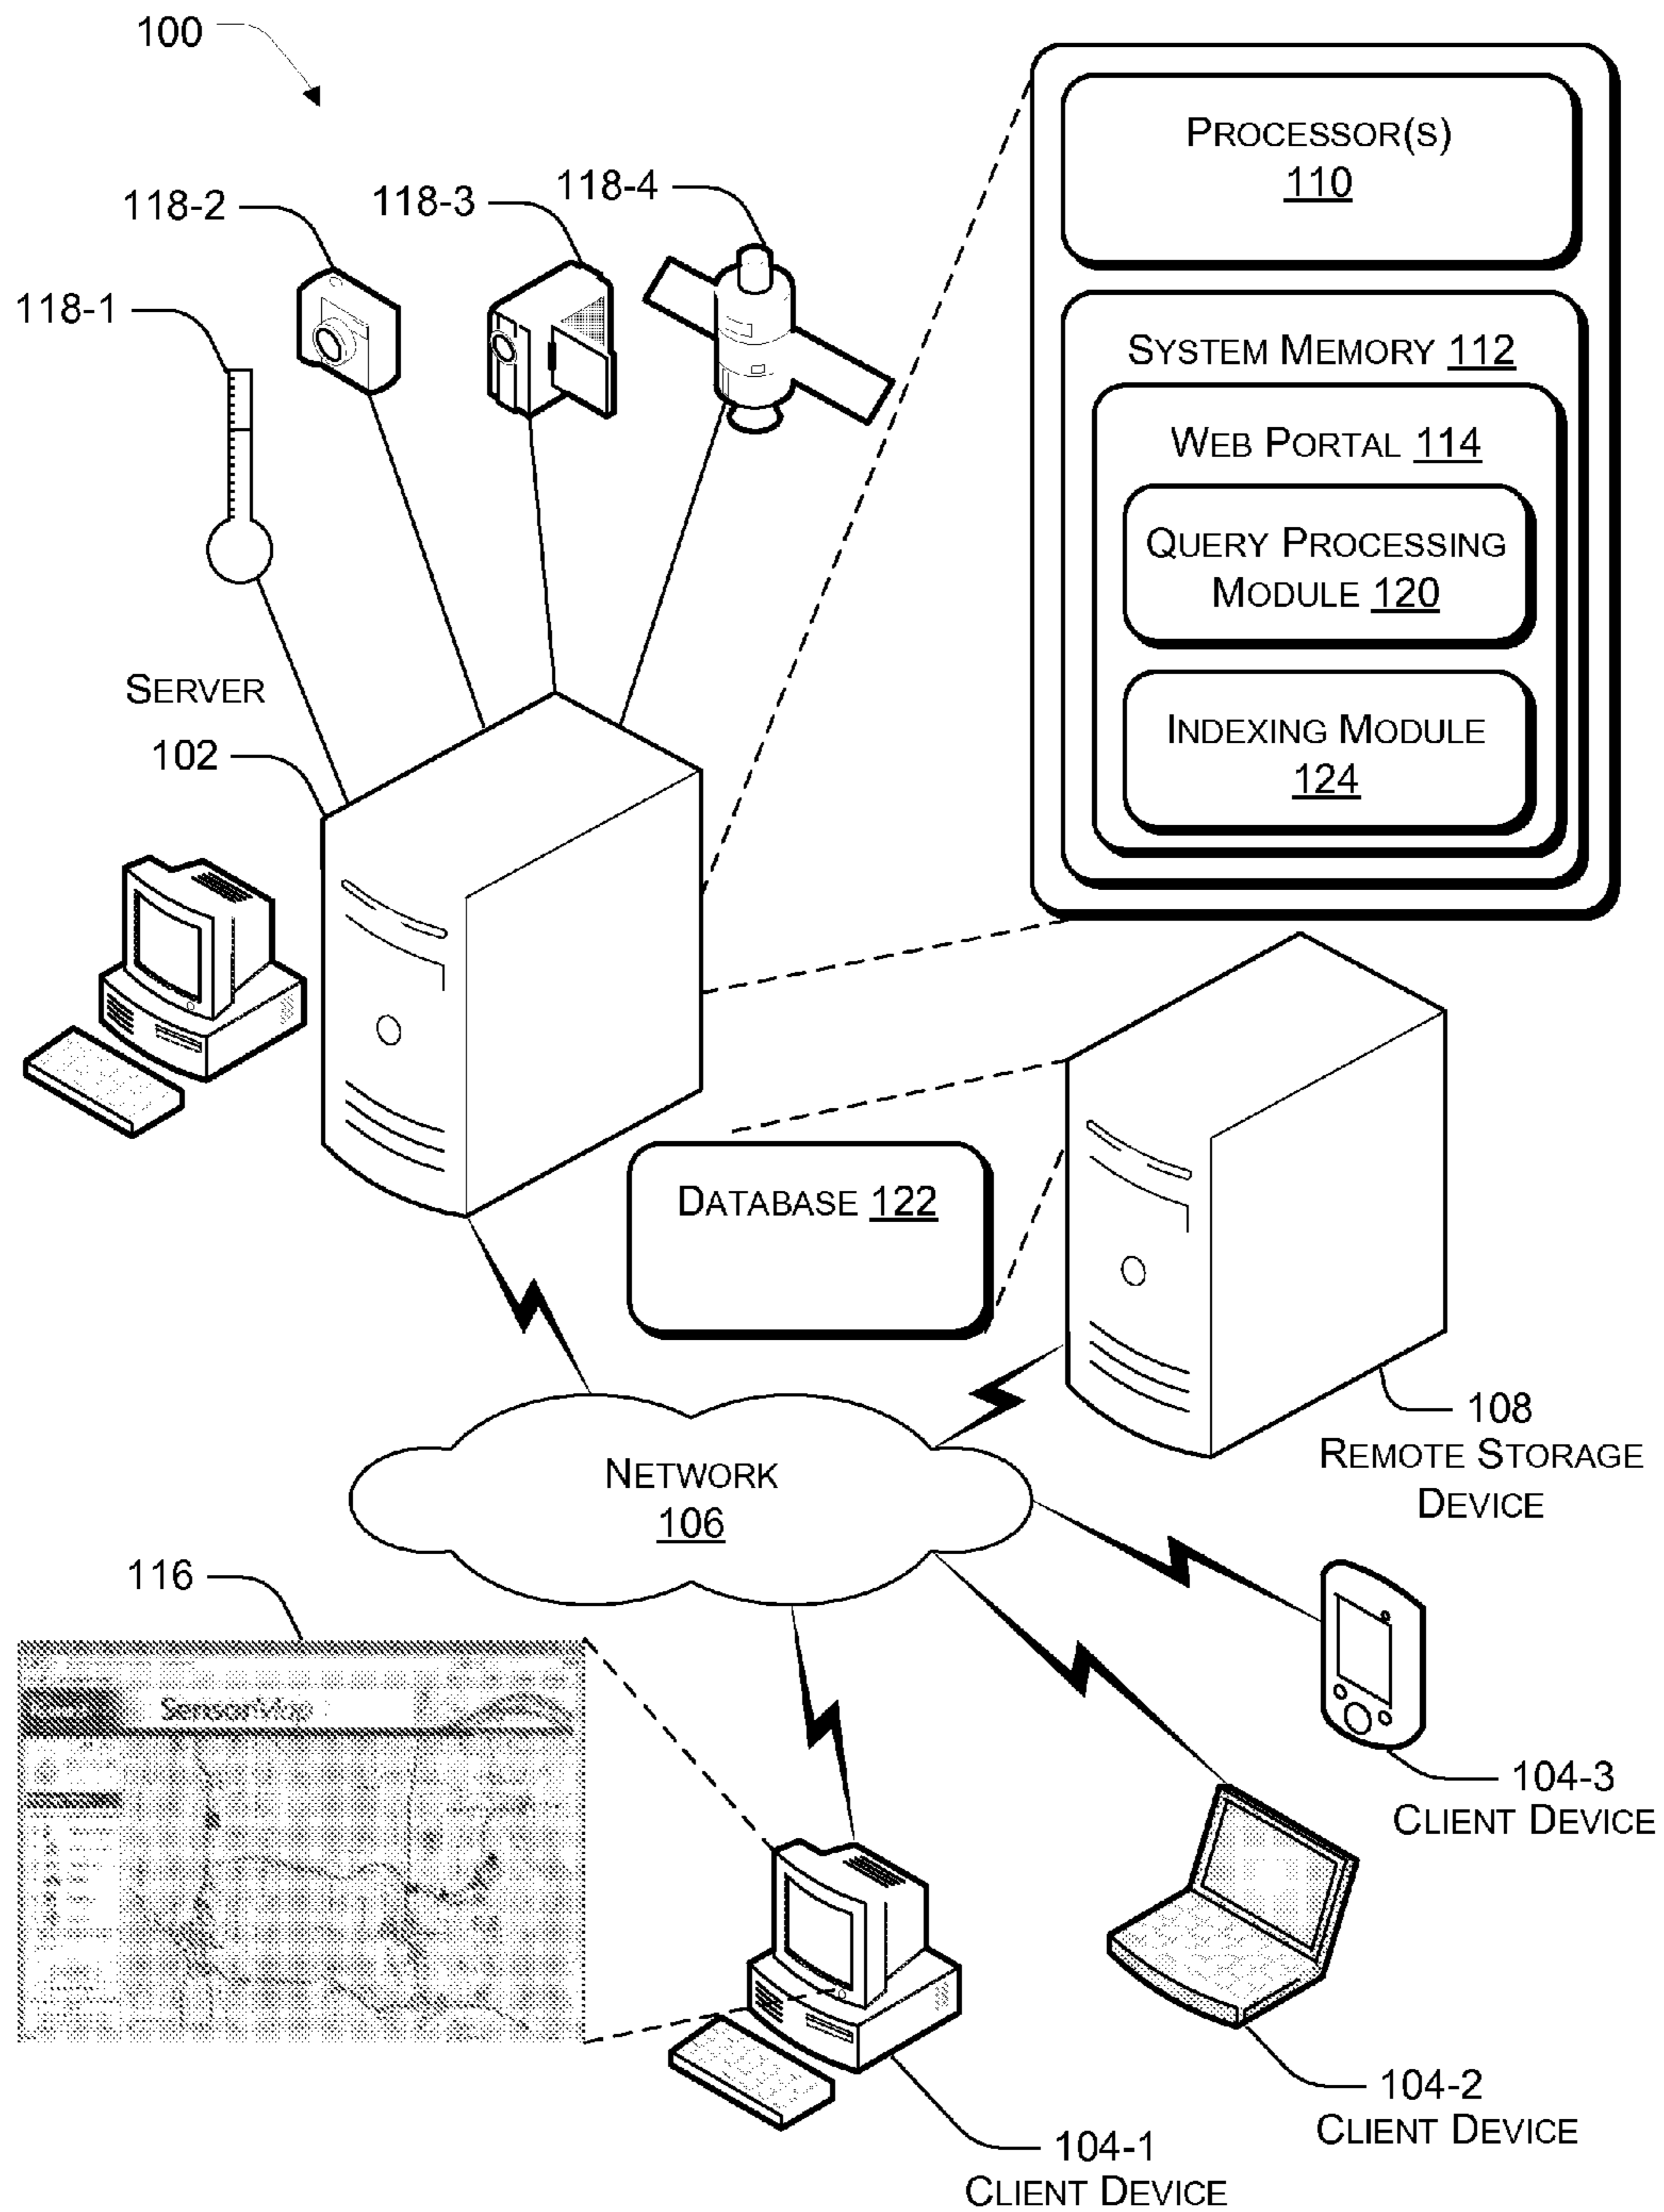 100
118-2
118-3
118-4
118-1
PROCESSOR(S)
110
SYSTEM MEMORY 112
WEB PORTAL 114
QUERY PROCESSING
MODULE 120
INDEXING MODULE
124
SERVER
102
DATABASE 122
108
REMOTE STORAGE
DEVICE
NETWORK
106
116
SensorMap
104-3
CLIENT DEVICE
104-2
CLIENT DEVICE
104-1
CLIENT DEVICE